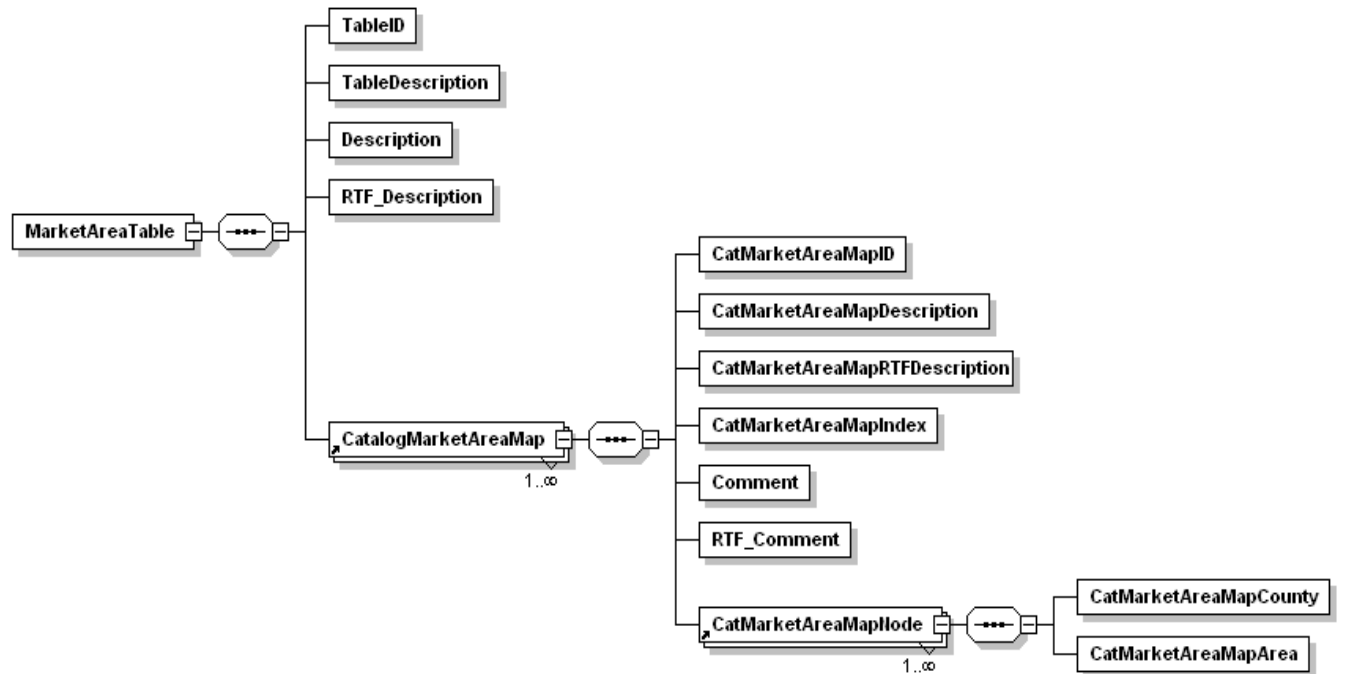 TableID
TableDescription
Description
RTF_Description
MarketAreaTable
CatMarketAreaMapID
CatMarketAreaMapDescription
CatMarketAreaMapRTFDescription
CatalogMarketAreaMap
1..∞
CatMarketAreaMapIndex
Comment
RTF_Comment
CatMarketAreaMapNode
1..∞
CatMarketAreaMapCounty
CatMarketAreaMapArea